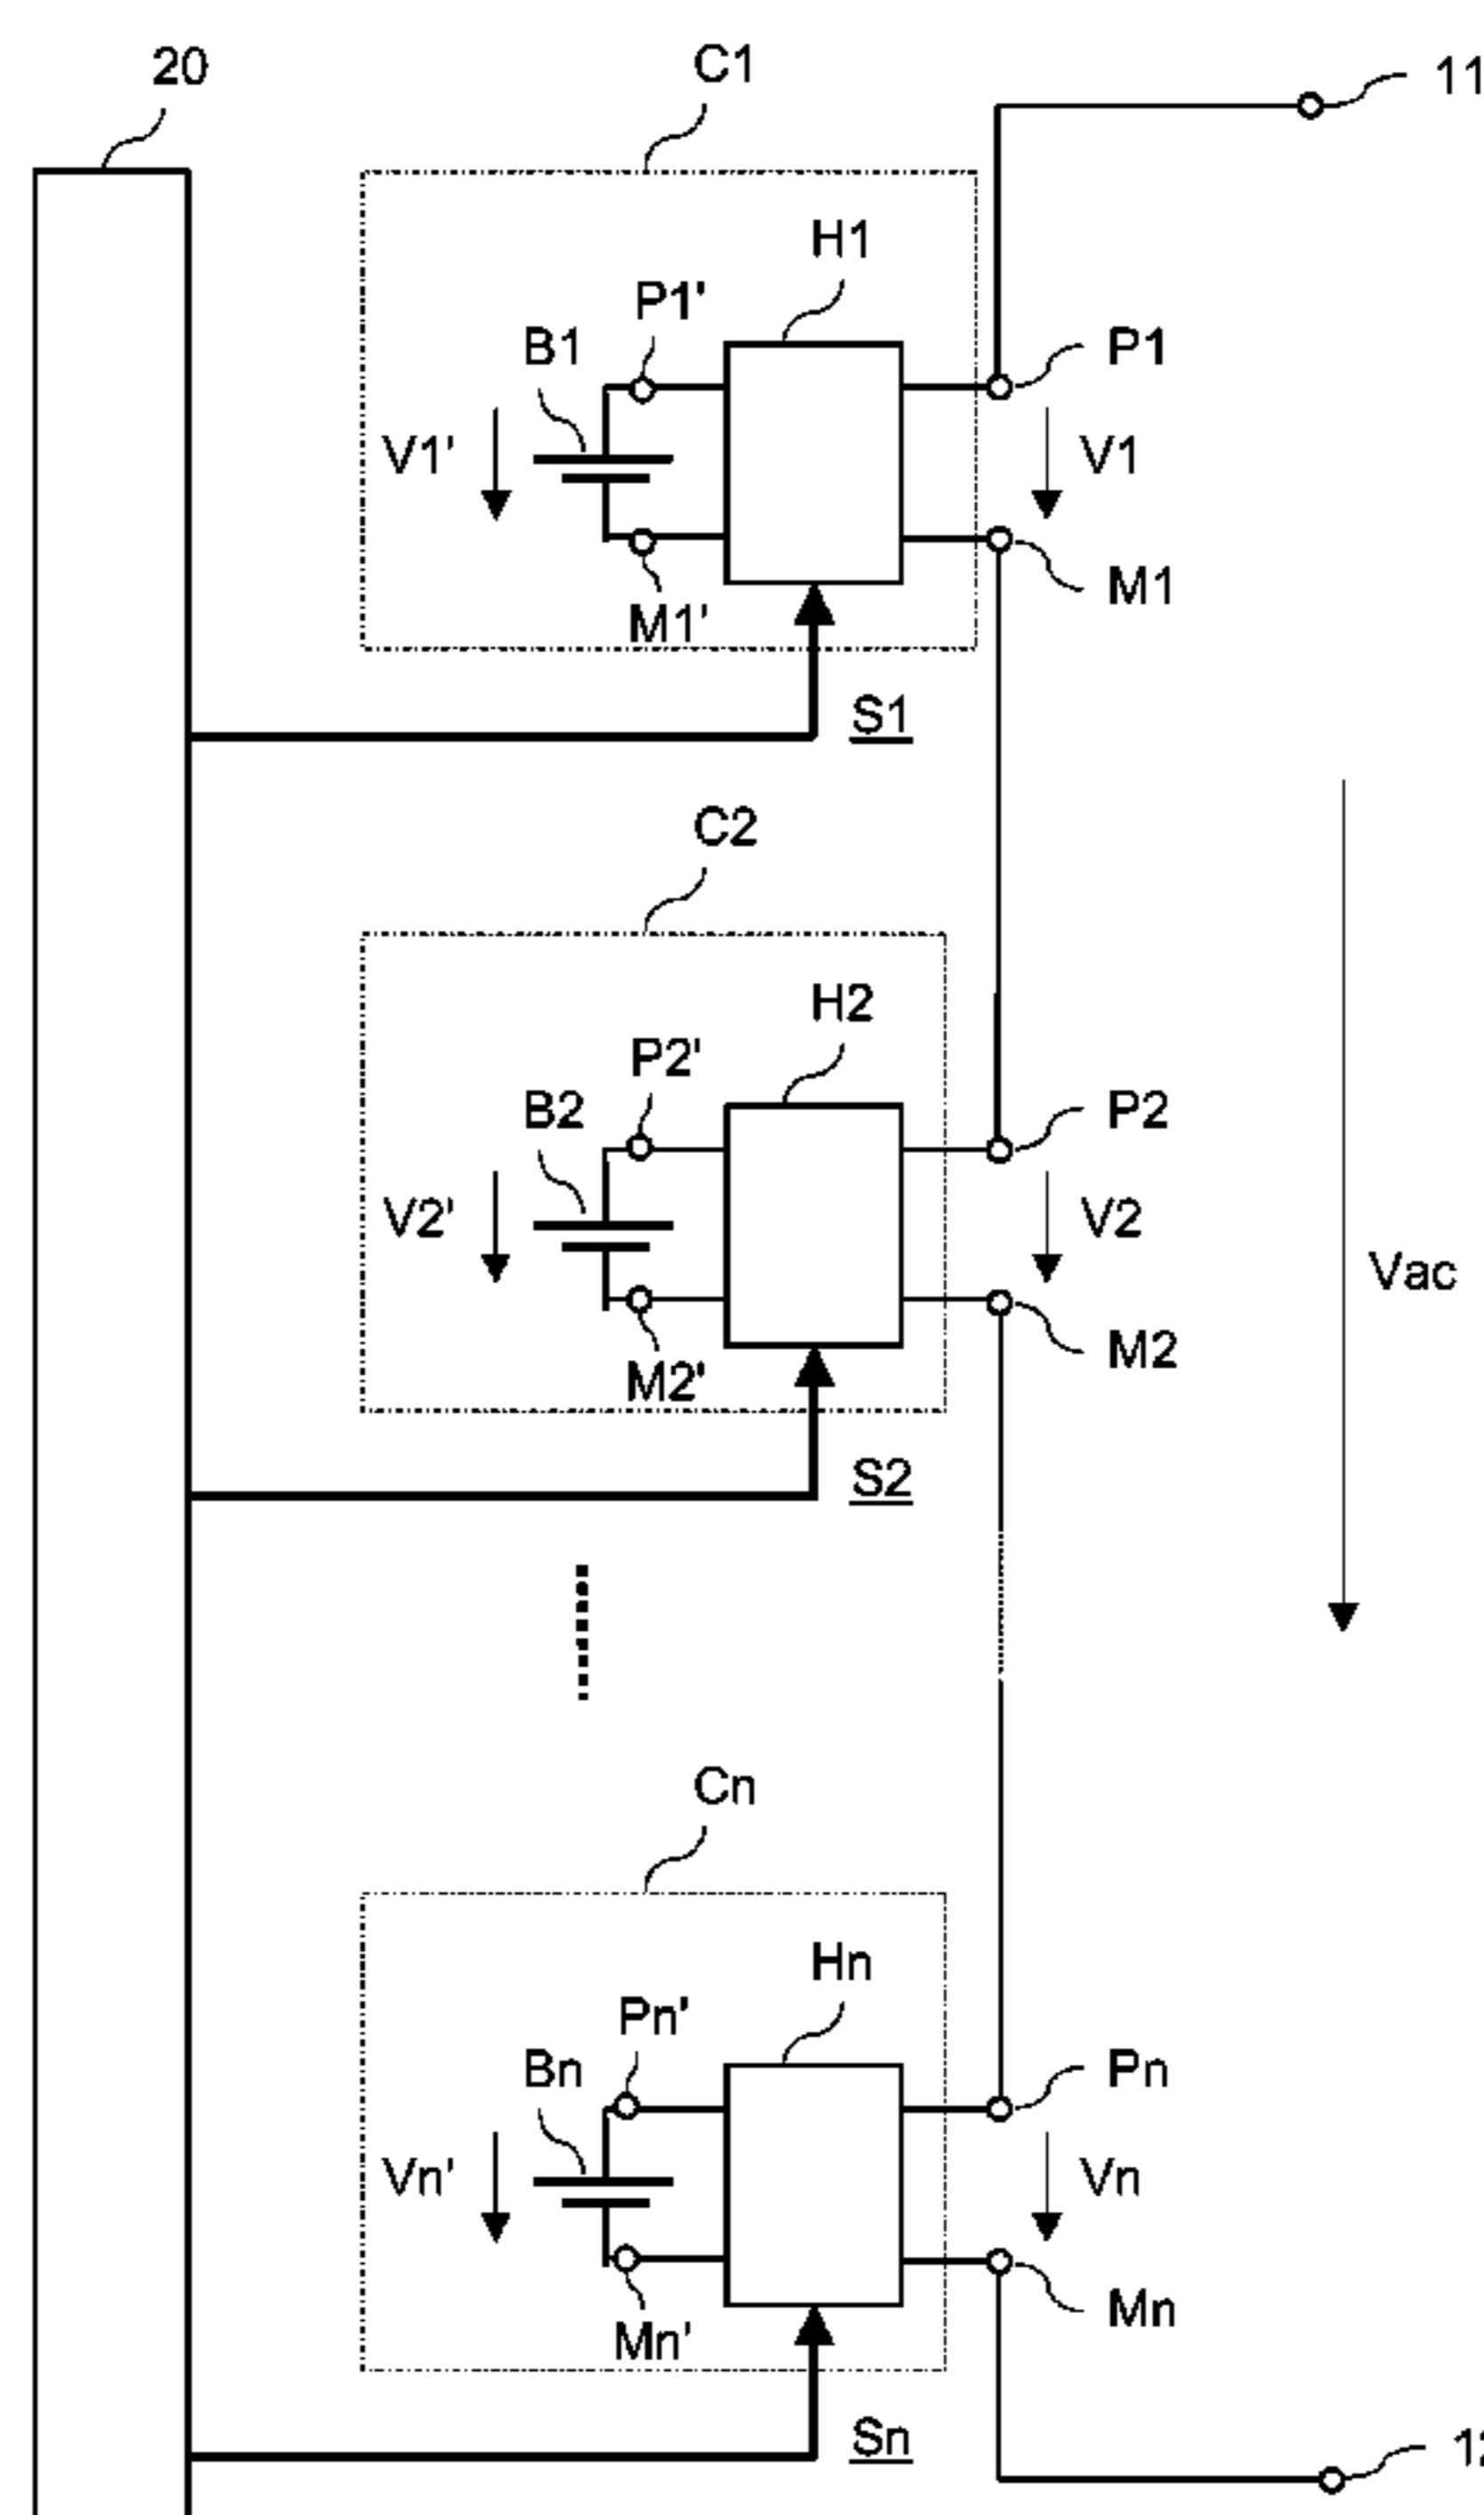 20
C1
11
H1
P1'
B1
P1
V1'
V1
M1
M1'
S1
C2
H2
P2'
B2
P2
V2'
V2
Vac
M2
M2'
S2
Cn
Hn
Pn'
Bn
Pn
Vn'
Vn
Mn
Mn'
Sn
12